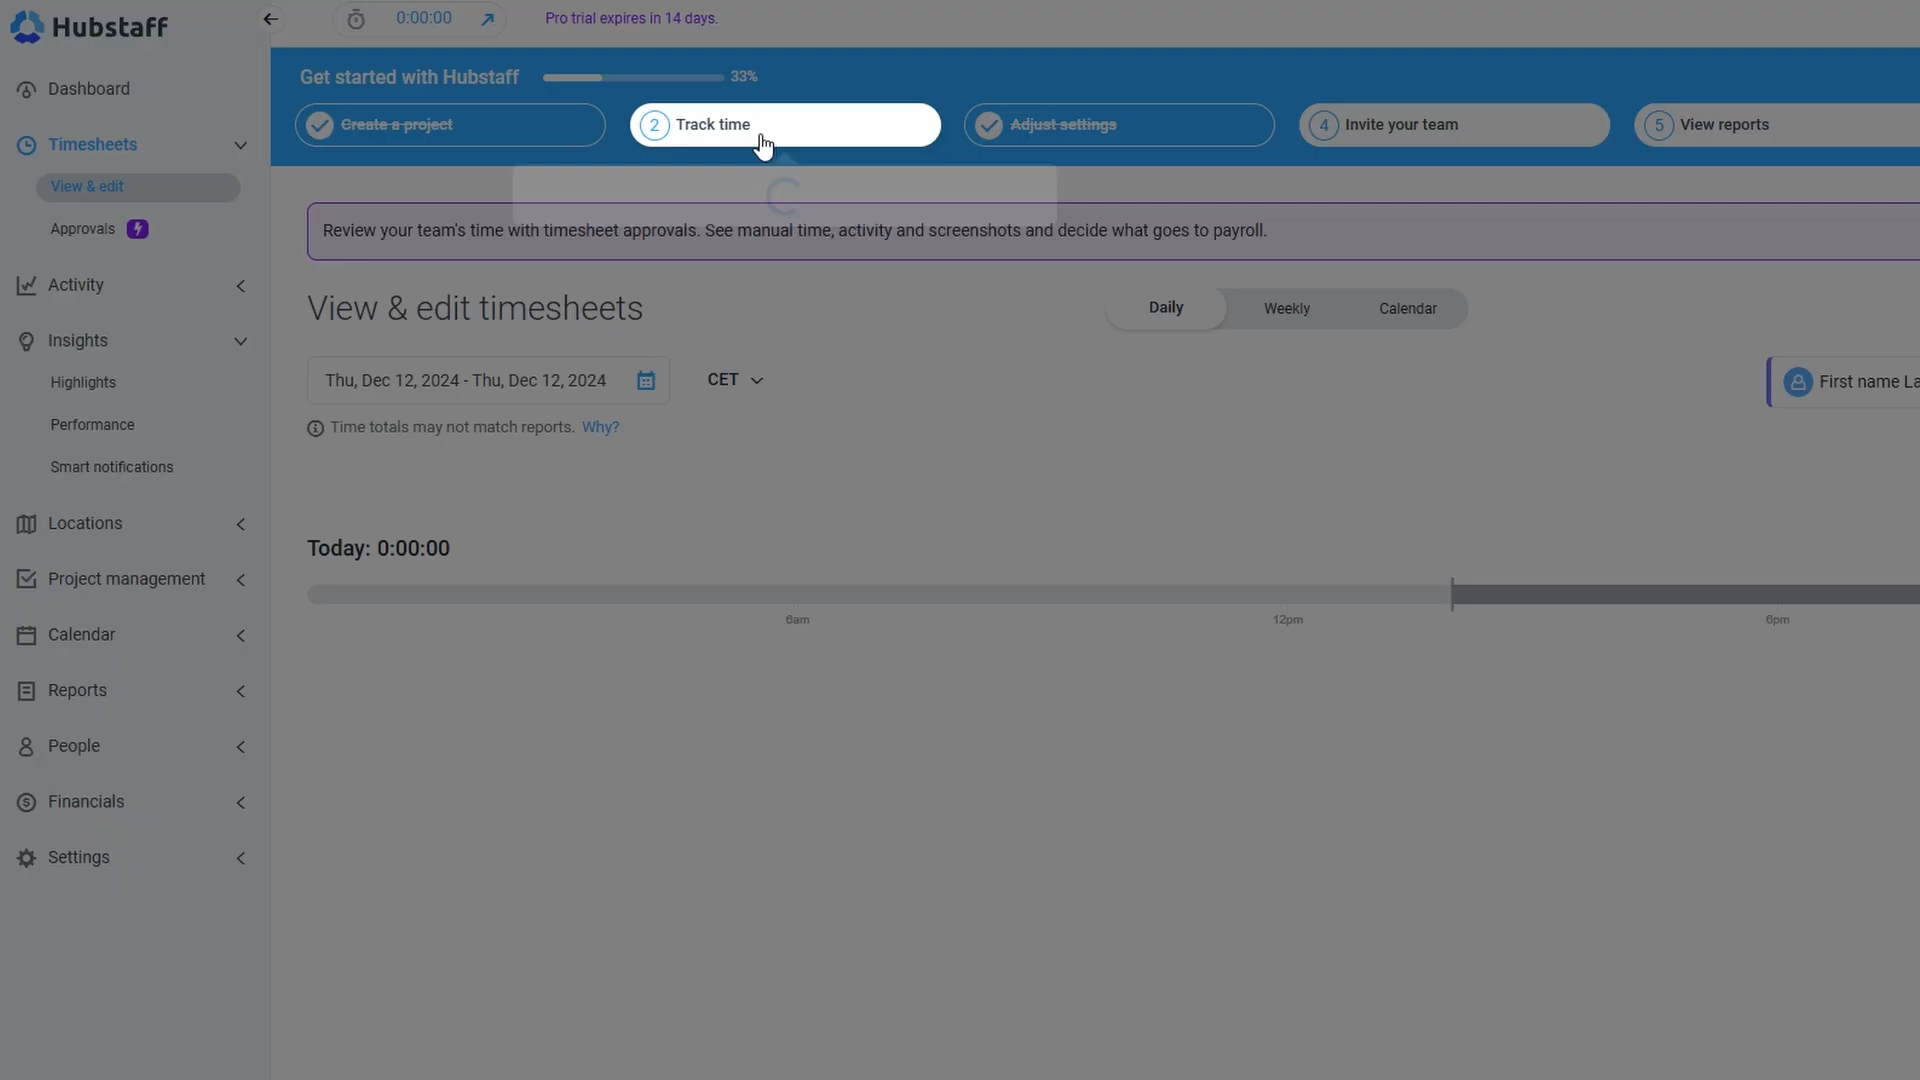 Hubstaff
0:00:00
Pro trial expires in 14 days.
Get started with Hubstaff
33%
Create a project
2 Track time
Adjust settings
4 Invite your team
5 View reports
Dashboard
Timesheets
View & edit
Approvals
Activity
Insights
Highlights
Performance
Smart notifications
Locations
Project management
Calendar
Reports
People
Financials
Settings
Review your team's time with timesheet approvals. See manual time, activity and screenshots and decide what goes to payroll.
View & edit timesheets
Daily
Weekly
Calendar
Thu, Dec 12, 2024 - Thu, Dec 12, 2024
CET
First name La
Time totals may not match reports. Why?
Today: 0:00:00
6am
12pm
6pm